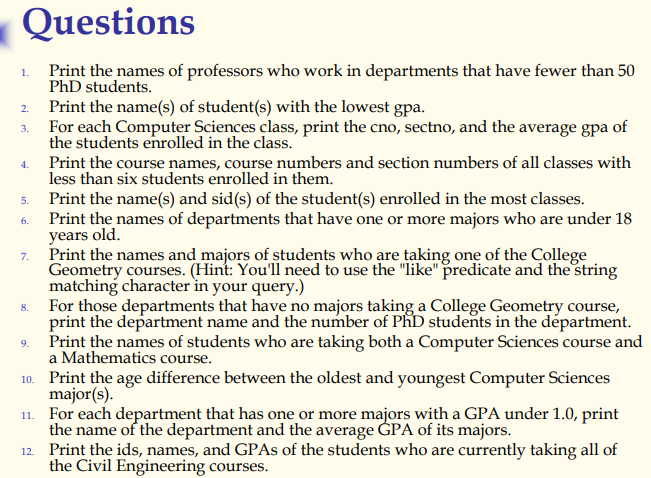 Questions
1. Print the names of professors who work in departments that have fewer than 50
PhD students.
2. Print the name(s) of student(s) with the lowest gpa.
3. For each Computer Sciences class, print the cno, sectno, and the average gpa of
the students enrolled in the class.
4. Print the course names, course numbers and section numbers of all classes with
less than six students enrolled in them.
5. Print the name(s) and sid(s) of the student(s) enrolled in the most classes.
6. Print the names of departments that have one or more majors who are under 18
years old.
7. Print the names and majors of students who are taking one of the College
Geometry courses. (Hint: You'll need to use the "like" predicate and the string
matching character in your query.)
8. For those departments that have no majors taking a College Geometry course,
print the department name and the number of PhD students in the department.
9. Print the names of students who are taking both a Computer Sciences course and
a Mathematics course.
10. Print the age difference between the oldest and youngest Computer Sciences
major(s).
11. For each department that has one or more majors with a GPA under 1.0, print
the name of the department and the average GPA of its majors.
12. Print the ids, names, and GPAs of the students who are currently taking all of
the Civil Engineering courses.